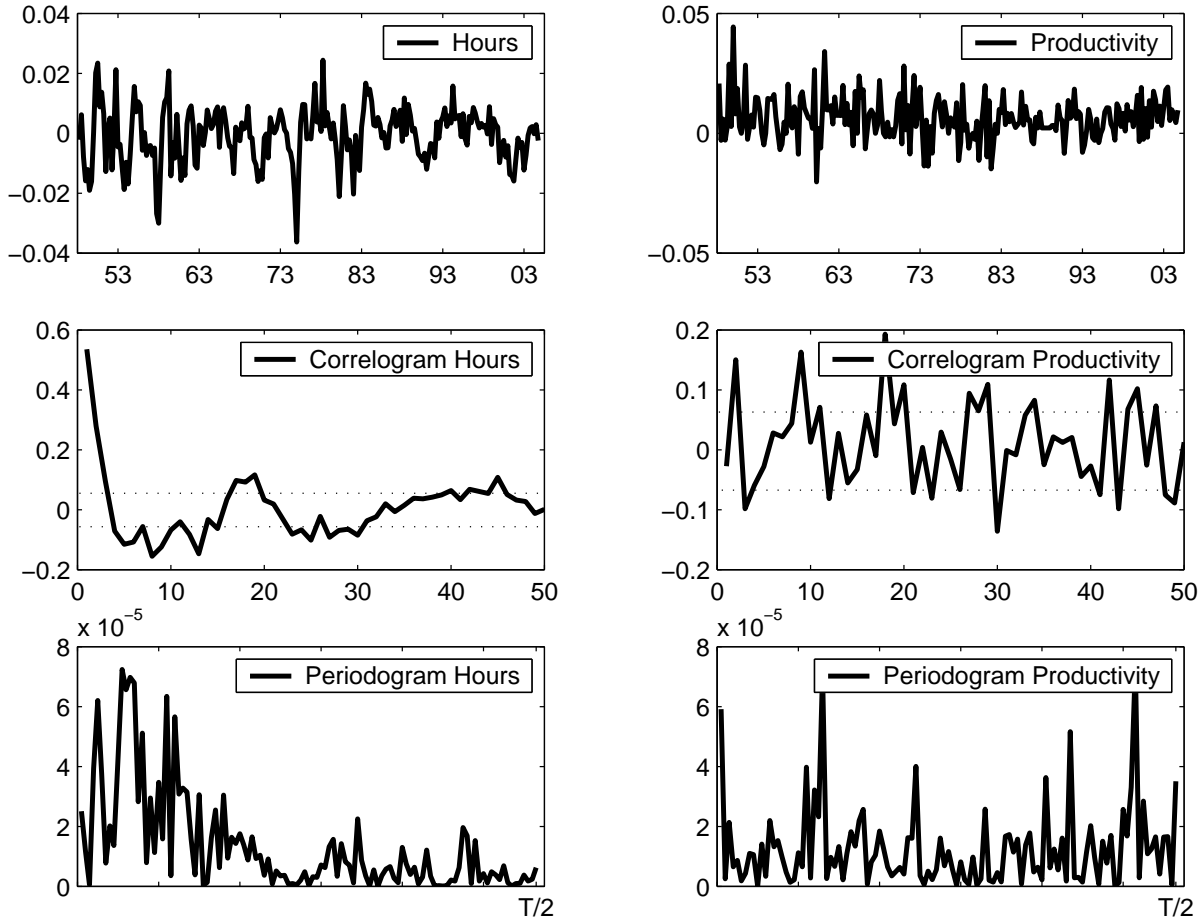 Hours
0.04
0.02
0
−0.02
−0.04
53 63 73 83 93 03
Productivity
0.05
0
−0.05
53 63 73 83 93 03
Correlogram Hours
0.6
0.4
0.2
0
−0.2
0 10 20 30 40 50
Correlogram Productivity
0.2
0.1
0
−0.1
−0.2
0 10 20 30 40 50
x 10−5
Periodogram Hours
8
6
4
2
0
T/2
x 10−5
Periodogram Productivity
8
6
4
2
0
T/2